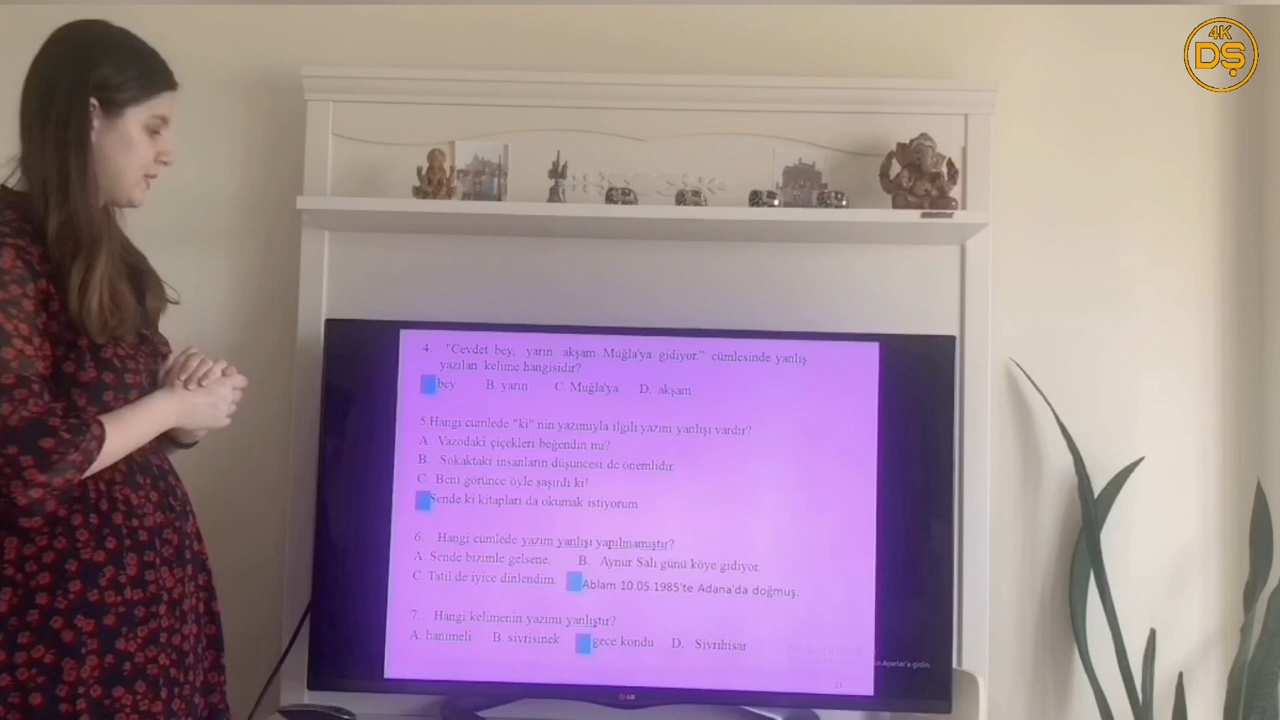 4K
DŞ
4. "Cevdet bey, yarın akşam Muğla'ya gidiyor." cümlesinde yanlış
yazılan kelime hangisidir?
bey B. yarın C. Muğla'ya D. akşam
5.Hangi cümlede "ki" nin yazımıyla ilgili yazım yanlışı vardır?
A. Vazodaki çiçekleri beğendin mi?
B. Sokaktaki insanların düşüncesi de önemlidir.
C. Beni görünce öyle şaşırdı ki!
Sende ki kitapları da okumak istiyorum
6. Hangi cümlede yazım yanlışı yapılmamıştır?
A. Sende bizimle gelsene. B. Aynur Salı günü köye gidiyor.
C. Tatil de iyice dinlendim. Ablam 10.05.1985'te Adana'da doğmuş.
7. Hangi kelimenin yazımı yanlıştır?
A. hanımeli B. sivrisinek gece kondu D. Sivrihisar
Ayarlar'a gidin.
11
LG